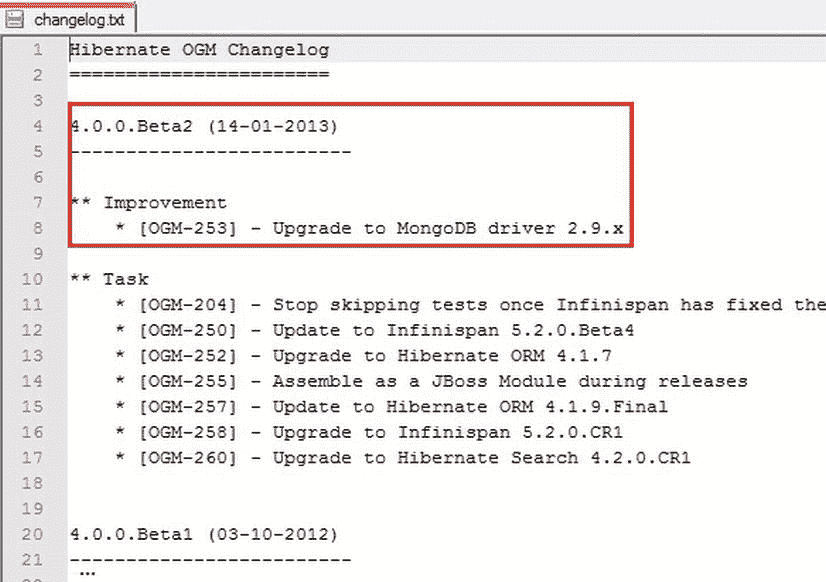 changelog.txt
1 Hibernate OGM Changelog
2 =======================
3
4 4.0.0.Beta2 (14-01-2013)
5 -------------------------
6
7 ** Improvement
8     * [OGM-253] - Upgrade to MongoDB driver 2.9.x
9
10 ** Task
11     * [OGM-204] - Stop skipping tests once Infinispan has fixed the
12     * [OGM-250] - Update to Infinispan 5.2.0.Beta4
13     * [OGM-252] - Upgrade to Hibernate ORM 4.1.7
14     * [OGM-255] - Assemble as a JBoss Module during releases
15     * [OGM-257] - Update to Hibernate ORM 4.1.9.Final
16     * [OGM-258] - Upgrade to Infinispan 5.2.0.CR1
17     * [OGM-260] - Upgrade to Hibernate Search 4.2.0.CR1
18
19
20 4.0.0.Beta1 (03-10-2012)
21 -------------------------
...